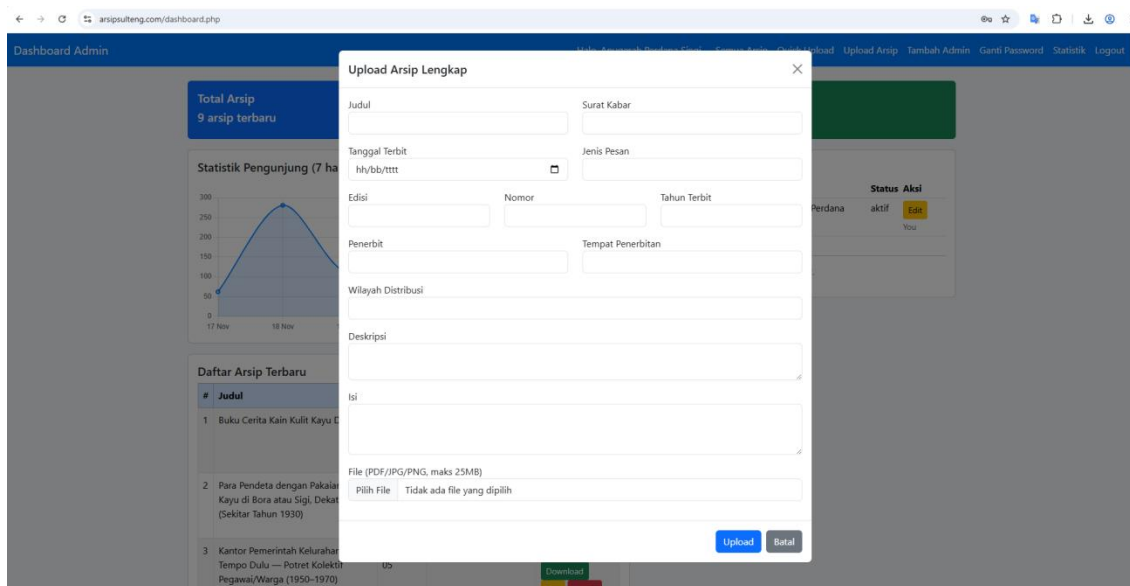 arsipsulteng.com/dashboard.php
Dashboard Admin
Upload Arsip Tambah Admin Ganti Password Statistik Logout
Total Arsip
9 arsip terbaru
Statistik Pengunjung (7 ha
300
250
200
150
100
50
0
17 Nov 18 Nov
Daftar Arsip Terbaru
# Judul
1 Buku Cerita Kain Kulit Kayu D
2 Para Pendeta dengan Pakaian
Kayu di Bora atau Sigi, Dekat
(Sekitar Tahun 1930)
3 Kantor Pemerintah Kelurahan
Tempo Dulu — Potret Kolektif
Pegawai/Warga (1950–1970)
05
Download
Status Aksi
Perdana aktif Edit
You
Upload Arsip Lengkap
Judul Surat Kabar
Tanggal Terbit Jenis Pesan
hh/bb/tttt
Edisi Nomor Tahun Terbit
Penerbit Tempat Penerbitan
Wilayah Distribusi
Deskripsi
Isi
File (PDF/JPG/PNG, maks 25MB)
Pilih File Tidak ada file yang dipilih
Upload Batal